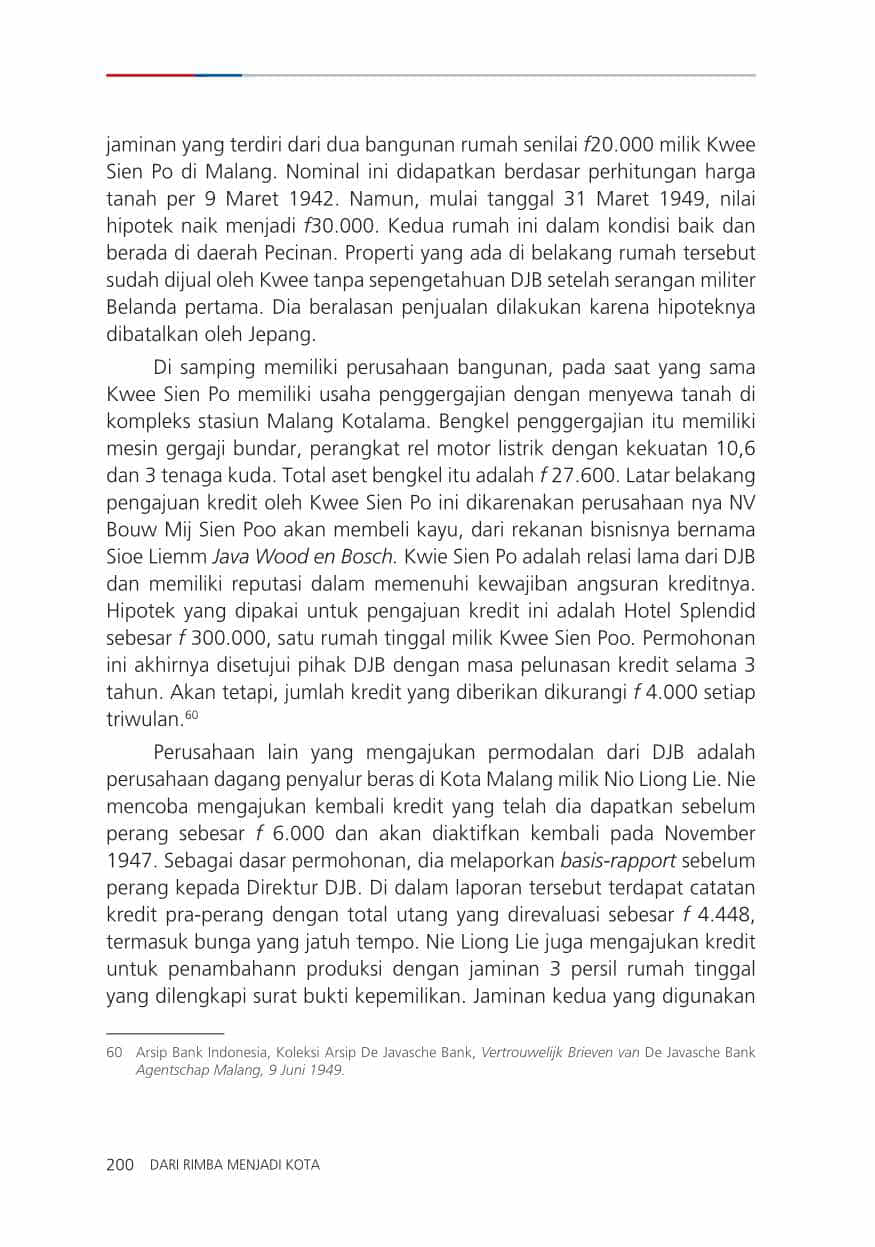 jaminan yang terdiri dari dua bangunan rumah senilai f20.000 milik Kwee
Sien Po di Malang. Nominal ini didapatkan berdasar perhitungan harga
tanah per 9 Maret 1942. Namun, mulai tanggal 31 Maret 1949, nilai
hipotek naik menjadi f30.000. Kedua rumah ini dalam kondisi baik dan
berada di daerah Pecinan. Properti yang ada di belakang rumah tersebut
sudah dijual oleh Kwee tanpa sepengetahuan DJB setelah serangan militer
Belanda pertama. Dia beralasan penjualan dilakukan karena hipoteknya
dibatalkan oleh Jepang.
Di samping memiliki perusahaan bangunan, pada saat yang sama
Kwee Sien Po memiliki usaha penggergajian dengan menyewa tanah di
kompleks stasiun Malang Kotalama. Bengkel penggergajian itu memiliki
mesin gergaji bundar, perangkat rel motor listrik dengan kekuatan 10,6
dan 3 tenaga kuda. Total aset bengkel itu adalah f 27.600. Latar belakang
pengajuan kredit oleh Kwee Sien Po ini dikarenakan perusahaan nya NV
Bouw Mij Sien Poo akan membeli kayu, dari rekanan bisnisnya bernama
Sioe Liemm Java Wood en Bosch. Kwie Sien Po adalah relasi lama dari DJB
dan memiliki reputasi dalam memenuhi kewajiban angsuran kreditnya.
Hipotek yang dipakai untuk pengajuan kredit ini adalah Hotel Splendid
sebesar f 300.000, satu rumah tinggal milik Kwee Sien Poo. Permohonan
ini akhirnya disetujui pihak DJB dengan masa pelunasan kredit selama 3
tahun. Akan tetapi, jumlah kredit yang diberikan dikurangi f 4.000 setiap
triwulan.60
Perusahaan lain yang mengajukan permodalan dari DJB adalah
perusahaan dagang penyalur beras di Kota Malang milik Nio Liong Lie. Nie
mencoba mengajukan kembali kredit yang telah dia dapatkan sebelum
perang sebesar f 6.000 dan akan diaktifkan kembali pada November
1947. Sebagai dasar permohonan, dia melaporkan basis-rapport sebelum
perang kepada Direktur DJB. Di dalam laporan tersebut terdapat catatan
kredit pra-perang dengan total utang yang direvaluasi sebesar f 4.448,
termasuk bunga yang jatuh tempo. Nie Liong Lie juga mengajukan kredit
untuk penambahann produksi dengan jaminan 3 persil rumah tinggal
yang dilengkapi surat bukti kepemilikan. Jaminan kedua yang digunakan
60 Arsip Bank Indonesia, Koleksi Arsip De Javasche Bank, Vertrouwelijk Brieven van De Javasche Bank
Agentschap Malang, 9 Juni 1949.
200 DARI RIMBA MENJADI KOTA